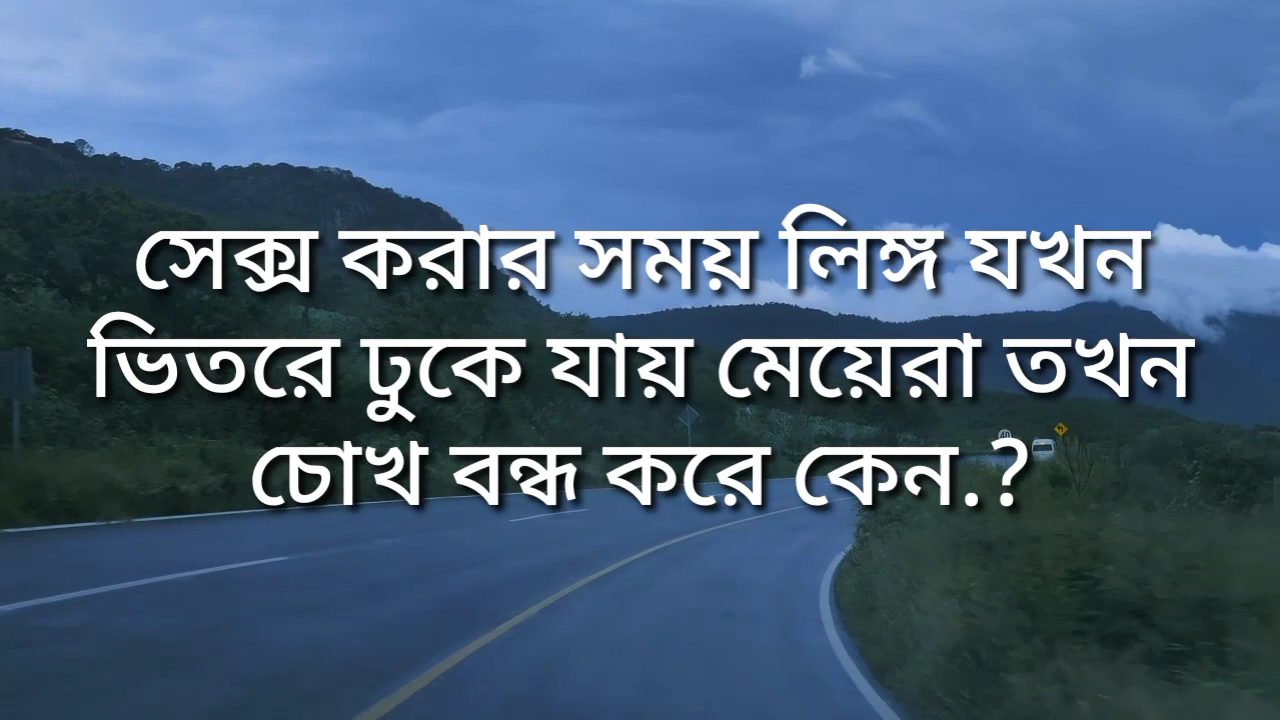 সেক্স করার সময় লিঙ্গ যখন
ভিতরে ঢুকে যায় মেয়েরা তখন
চোখ বন্ধ করে কেন.?